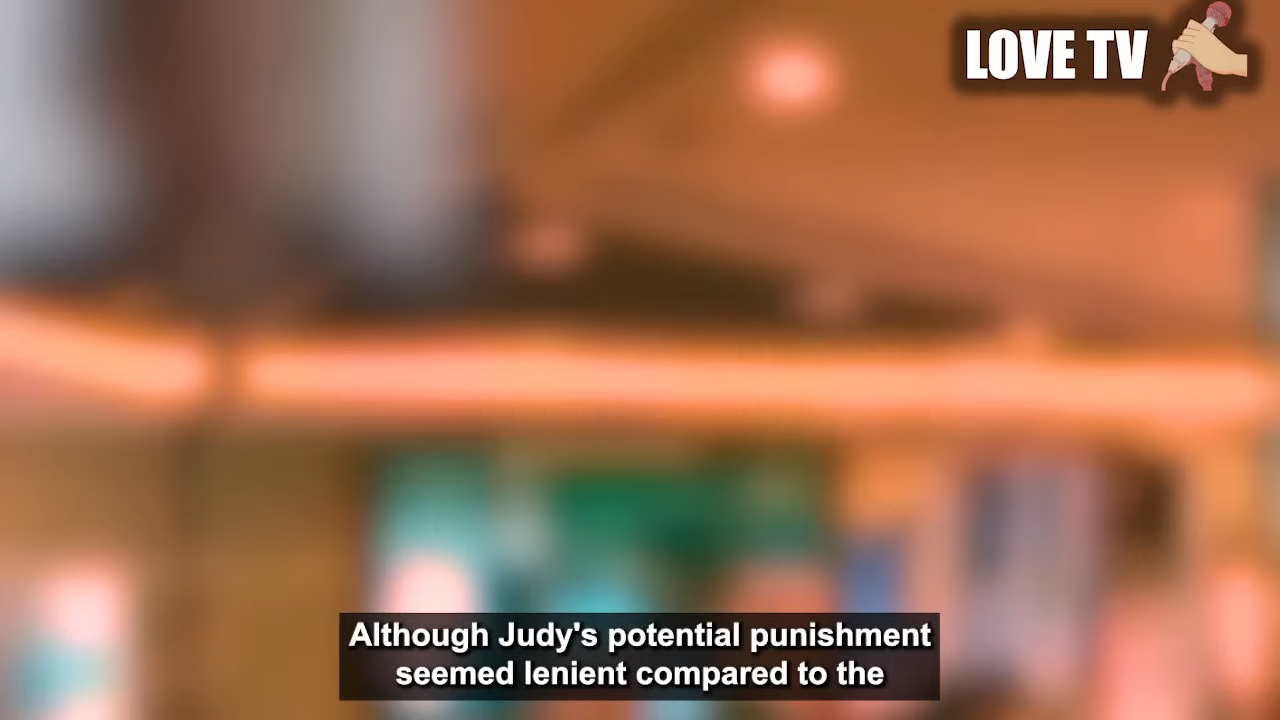 LOVE TV
Although Judy's potential punishment
seemed lenient compared to the